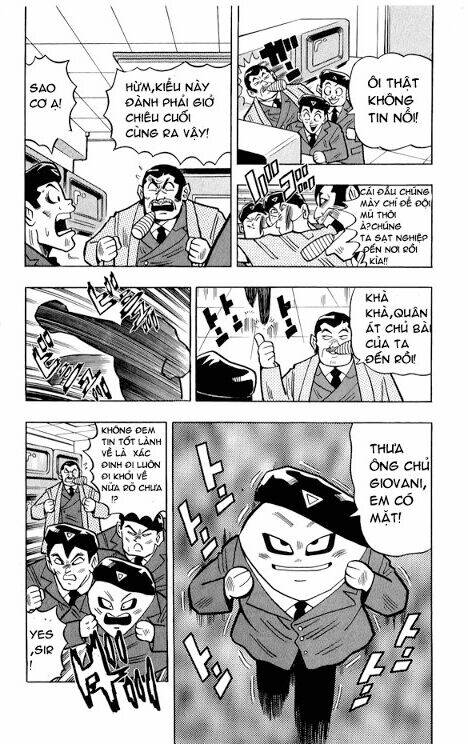 ÔI THẬT
KHÔNG
TIN NỔI!
HỪM,KIỂU NÀY
ĐÀNH PHẢI GIỞ
CHIÊU CUỐI
CÙNG RA VẬY!
SAO
CƠ Ạ!
CÁI ĐẦU CHÚNG
MÀY CHỈ ĐỂ ĐỘI
MŨ THÔI
À?CHÚNG
TA SẠT NGHIỆP
ĐẾN NƠI RỒI
KÌA!!
KHÀ
KHÀ,QUÂN
ÁT CHỦ BÀI
CỦA TA
ĐẾN RỒI!
THƯA
ÔNG CHỦ
GIOVANI,
EM CÓ
MẶT!
KHÔNG ĐEM
TIN TỐT LÀNH
VỀ LÀ XÁC
ĐỊNH ĐI LUÔN
ĐI KHỎI VỀ
NỮA RÕ CHƯA
!?
YES
,SIR
!